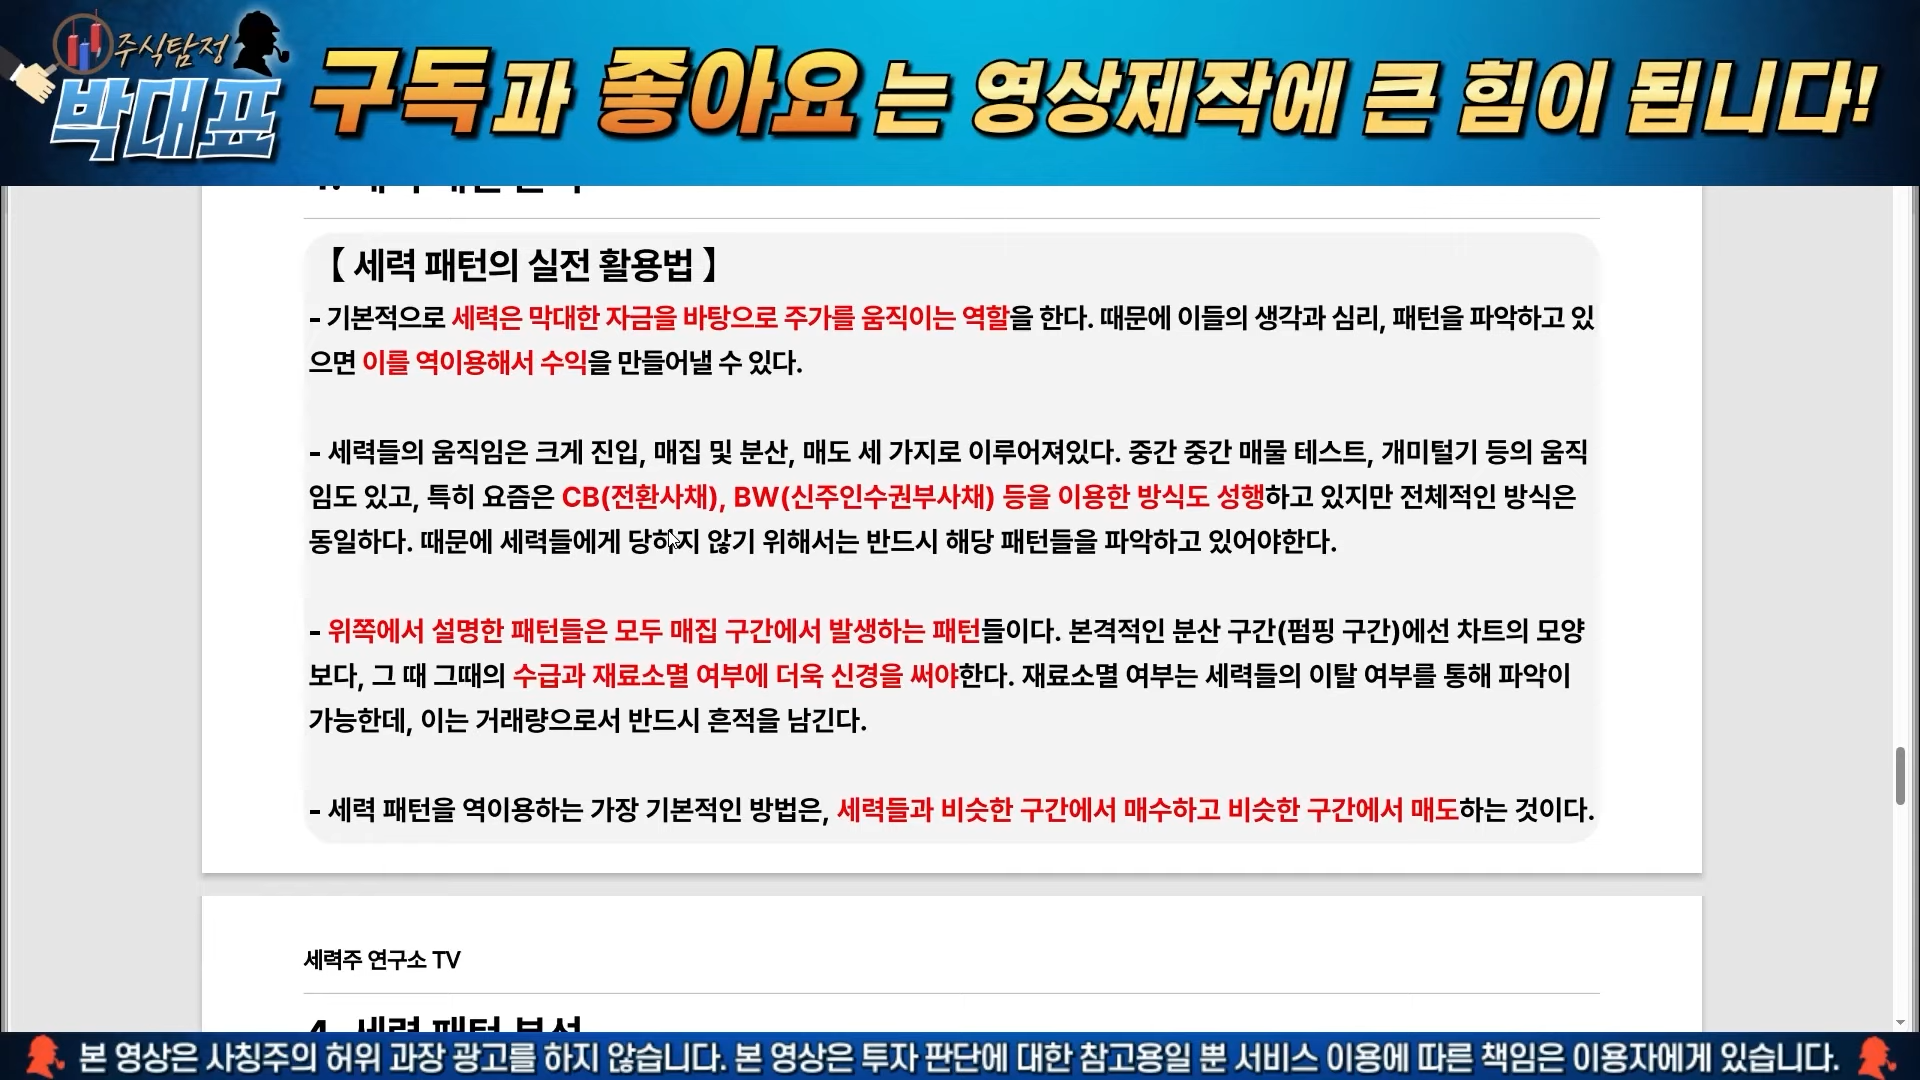 주식탐정
박대표
구독과 좋아요는 영상제작에 큰 힘이 됩니다!
【 세력 패턴의 실전 활용법 】
- 기본적으로 세력은 막대한 자금을 바탕으로 주가를 움직이는 역할을 한다. 때문에 이들의 생각과 심리, 패턴을 파악하고 있
으면 이를 역이용해서 수익을 만들어낼 수 있다.
- 세력들의 움직임은 크게 진입, 매집 및 분산, 매도 세 가지로 이루어져있다. 중간 중간 매물 테스트, 개미털기 등의 움직
임도 있고, 특히 요즘은 CB(전환사채), BW(신주인수권부사채) 등을 이용한 방식도 성행하고 있지만 전체적인 방식은
동일하다. 때문에 세력들에게 당하지 않기 위해서는 반드시 해당 패턴들을 파악하고 있어야한다.
- 위쪽에서 설명한 패턴들은 모두 매집 구간에서 발생하는 패턴들이다. 본격적인 분산 구간(펌핑 구간)에선 차트의 모양
보다, 그 때 그때의 수급과 재료소멸 여부에 더욱 신경을 써야한다. 재료소멸 여부는 세력들의 이탈 여부를 통해 파악이
가능한데, 이는 거래량으로서 반드시 흔적을 남긴다.
- 세력 패턴을 역이용하는 가장 기본적인 방법은, 세력들과 비슷한 구간에서 매수하고 비슷한 구간에서 매도하는 것이다.
세력주 연구소 TV
4. 세력 패턴 분석
본 영상은 사칭주의 허위 과장 광고를 하지 않습니다. 본 영상은 투자 판단에 대한 참고용일 뿐 서비스 이용에 따른 책임은 이용자에게 있습니다.